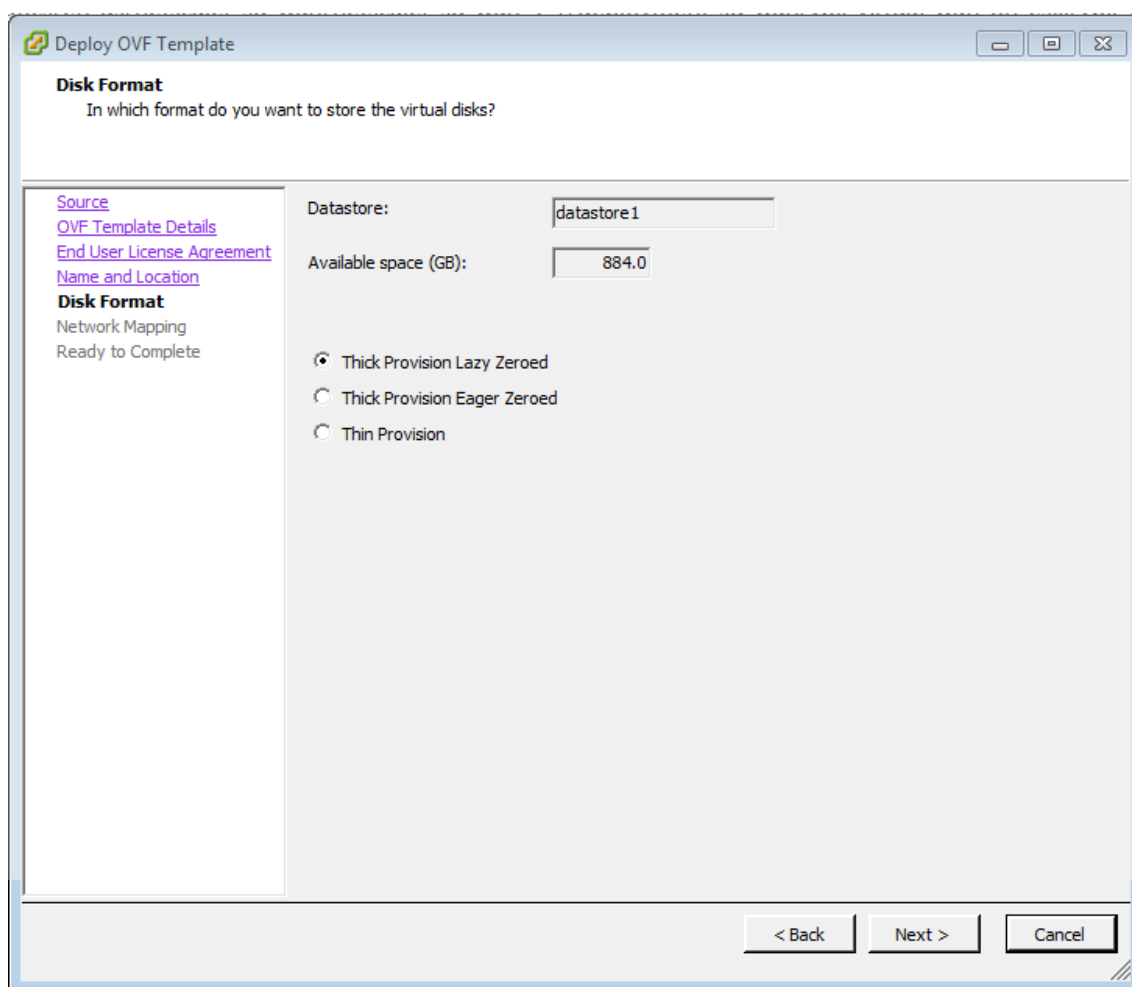 Deploy OVF Template
Disk Format
In which format do you want to store the virtual disks?
Source
OVF Template Details
End User License Agreement
Name and Location
Disk Format
Network Mapping
Ready to Complete
Datastore:
datastore1
Available space (GB):
884.0
Thick Provision Lazy Zeroed
Thick Provision Eager Zeroed
Thin Provision
< Back
Next >
Cancel